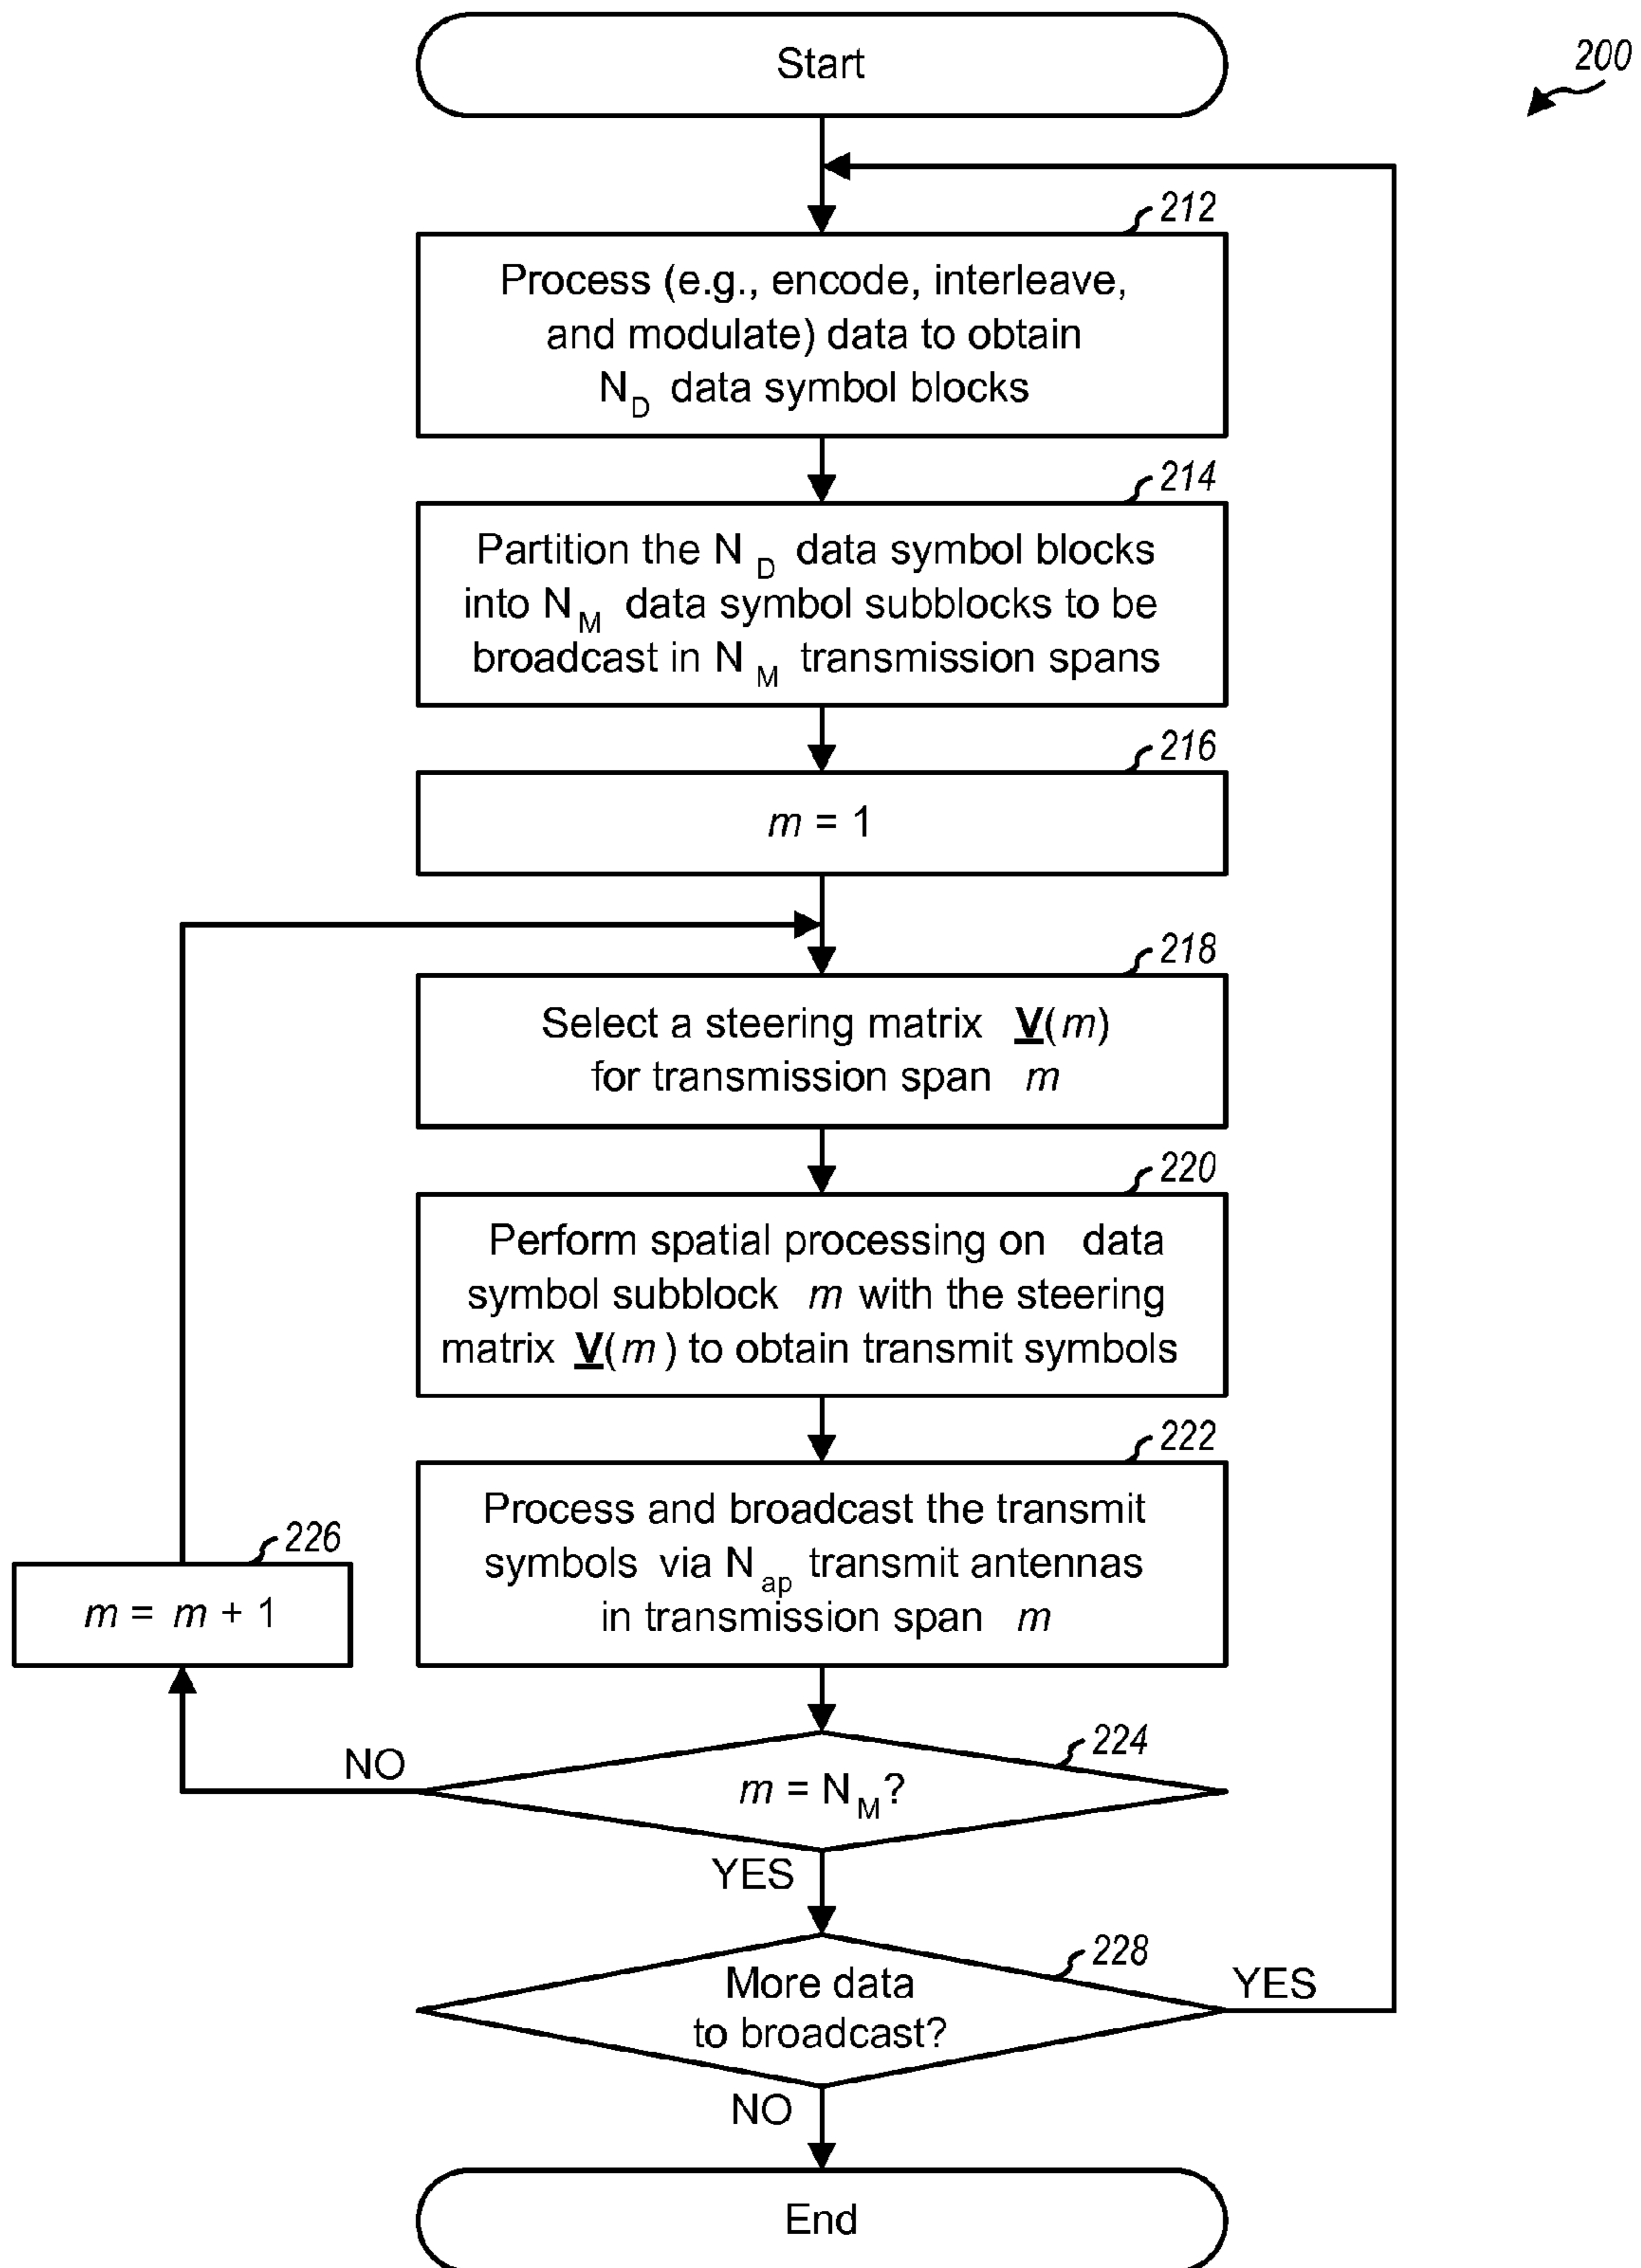 Start
200
212
Process (e.g., encode, interleave,
and modulate) data to obtain
N_D data symbol blocks
214
Partition the N_D data symbol blocks
into N_M data symbol subblocks to be
broadcast in N_M transmission spans
216
m = 1
218
Select a steering matrix V(m)
for transmission span m
220
Perform spatial processing on data
symbol subblock m with the steering
matrix V(m) to obtain transmit symbols
222
Process and broadcast the transmit
symbols via N_ap transmit antennas
in transmission span m
226
m = m + 1
224
NO
m = N_M?
YES
228
More data
to broadcast?
YES
NO
End